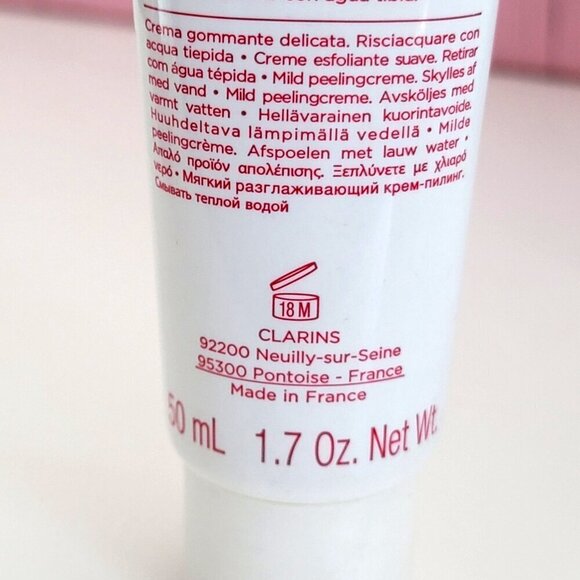 con agua tibia.
Crema gommante delicata. Risciacquare con
acqua tiepida • Creme esfoliante suave. Retirar
com água tépida • Mild peelingcreme. Skylles af
med vand • Mild peelingcreme. Avsköljes med
varmt vatten • Hellävarainen kuorintavoide.
Huuhdeltava lämpimällä vedellä • Milde
peelingcrème. Afspoelen met lauw water •
Απαλό προϊόν απολέπισης. Ξεπλύνετε με χλιαρό
νερό • Мягкий разглаживающий крем-пилинг.
Смывать теплой водой
18 M
CLARINS
92200 Neuilly-sur-Seine
95300 Pontoise - France
Made in France
50 mL 1.7 Oz. Net Wt.